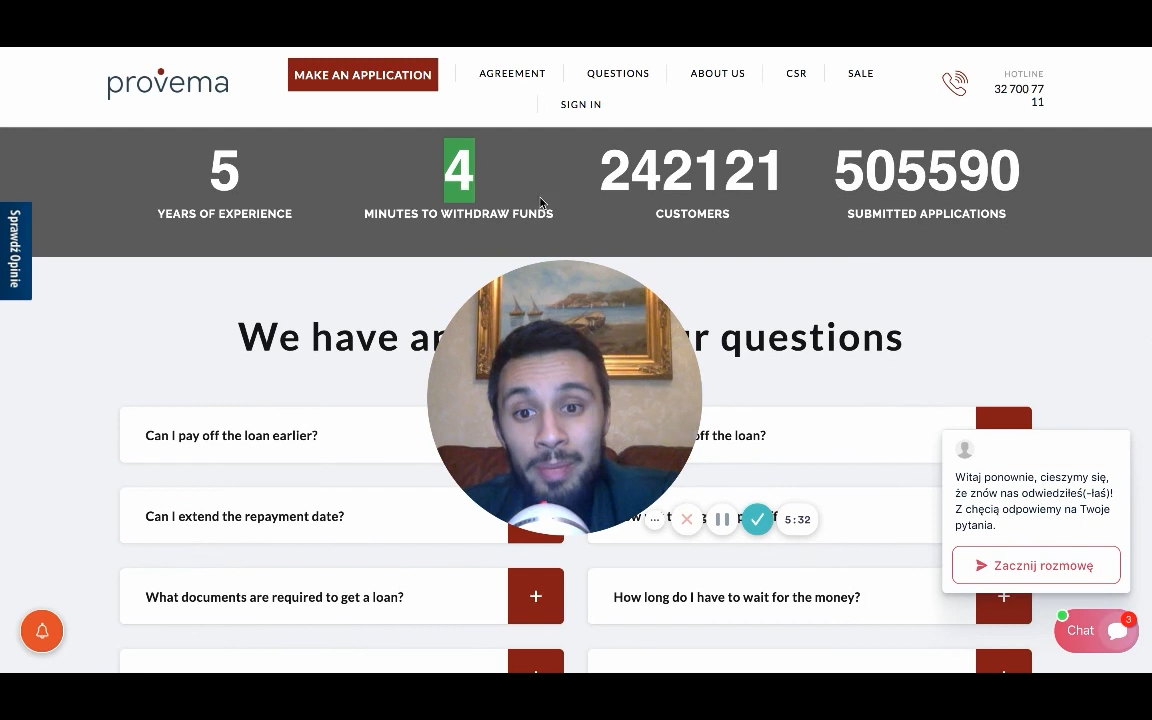 provema
MAKE AN APPLICATION
AGREEMENT
QUESTIONS
ABOUT US
CSR
SALE
SIGN IN
HOTLINE
32 700 77
11
5
YEARS OF EXPERIENCE
4
MINUTES TO WITHDRAW FUNDS
242121
CUSTOMERS
505590
SUBMITTED APPLICATIONS
Sprawdź Opinie
We have an
r questions
Can I pay off the loan earlier?
off the loan?
Can I extend the repayment date?
5:32
What documents are required to get a loan?
+
How long do I have to wait for the money?
+
Witaj ponownie, cieszymy się,
że znów nas odwiedziłeś(-łaś)!
Z chęcią odpowiemy na Twoje
pytania.
Zacznij rozmowę
Chat
3